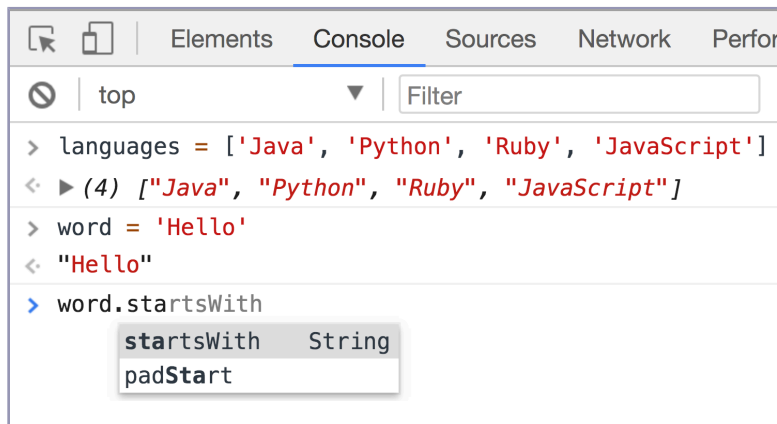 Elements Console Sources Network Perfor
top ▼ Filter
> languages = ['Java', 'Python', 'Ruby', 'JavaScript']
<· ▶ (4) ["Java", "Python", "Ruby", "JavaScript"]
> word = 'Hello'
<· "Hello"
> word.startsWith
startsWith String
padStart